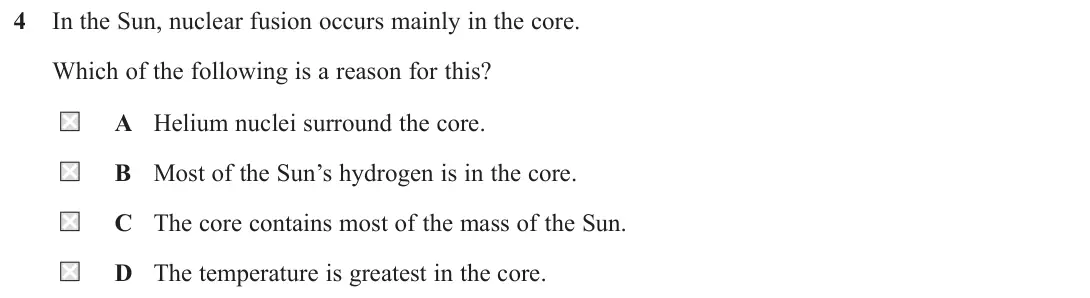 4 In the Sun, nuclear fusion occurs mainly in the core.
Which of the following is a reason for this?
A Helium nuclei surround the core.
B Most of the Sun’s hydrogen is in the core.
C The core contains most of the mass of the Sun.
D The temperature is greatest in the core.